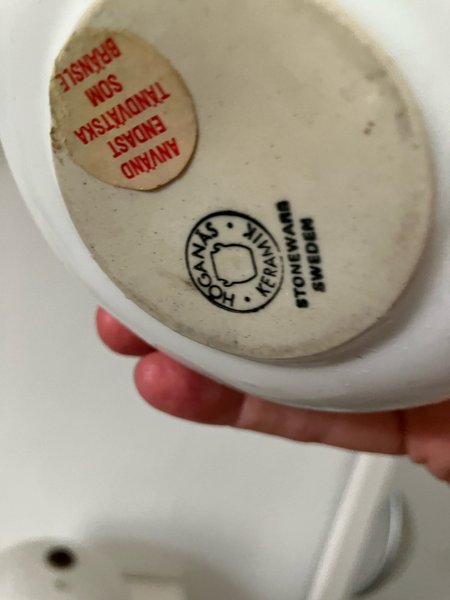 ANVÄND
ENDAST
TÄNDVÄTSKA
SOM
BRÄNSLE
HÖGANÄS • KERAMIK •
STONEWARE
SWEDEN